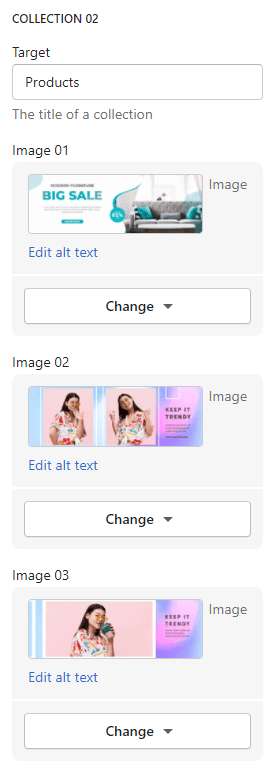 COLLECTION 02
Target
Products
The title of a collection
Image 01
MODERN FURNITURE
BIG SALE
Image
Edit alt text
Change
Image 02
KEEP IT
TRENDY
Image
Edit alt text
Change
Image 03
KEEP IT
TRENDY
Image
Edit alt text
Change